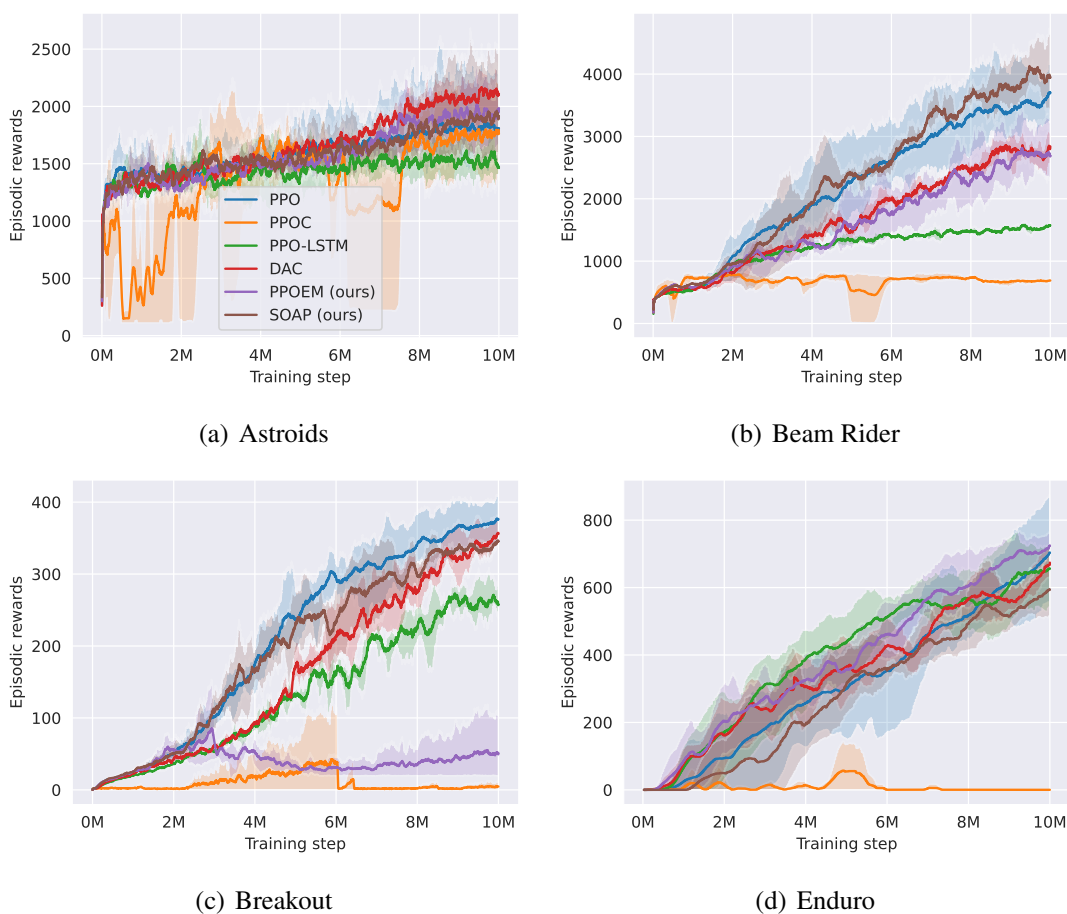 2500
2000
1500
1000
500
0
Episodic rewards
PPO
PPOC
PPO-LSTM
DAC
PPOEM (ours)
SOAP (ours)
0M 2M 4M 6M 8M 10M
Training step
(a) Astroids
4000
3000
2000
1000
0
Episodic rewards
0M 2M 4M 6M 8M 10M
Training step
(b) Beam Rider
400
300
200
100
0
Episodic rewards
0M 2M 4M 6M 8M 10M
Training step
(c) Breakout
800
600
400
200
0
Episodic rewards
0M 2M 4M 6M 8M 10M
Training step
(d) Enduro